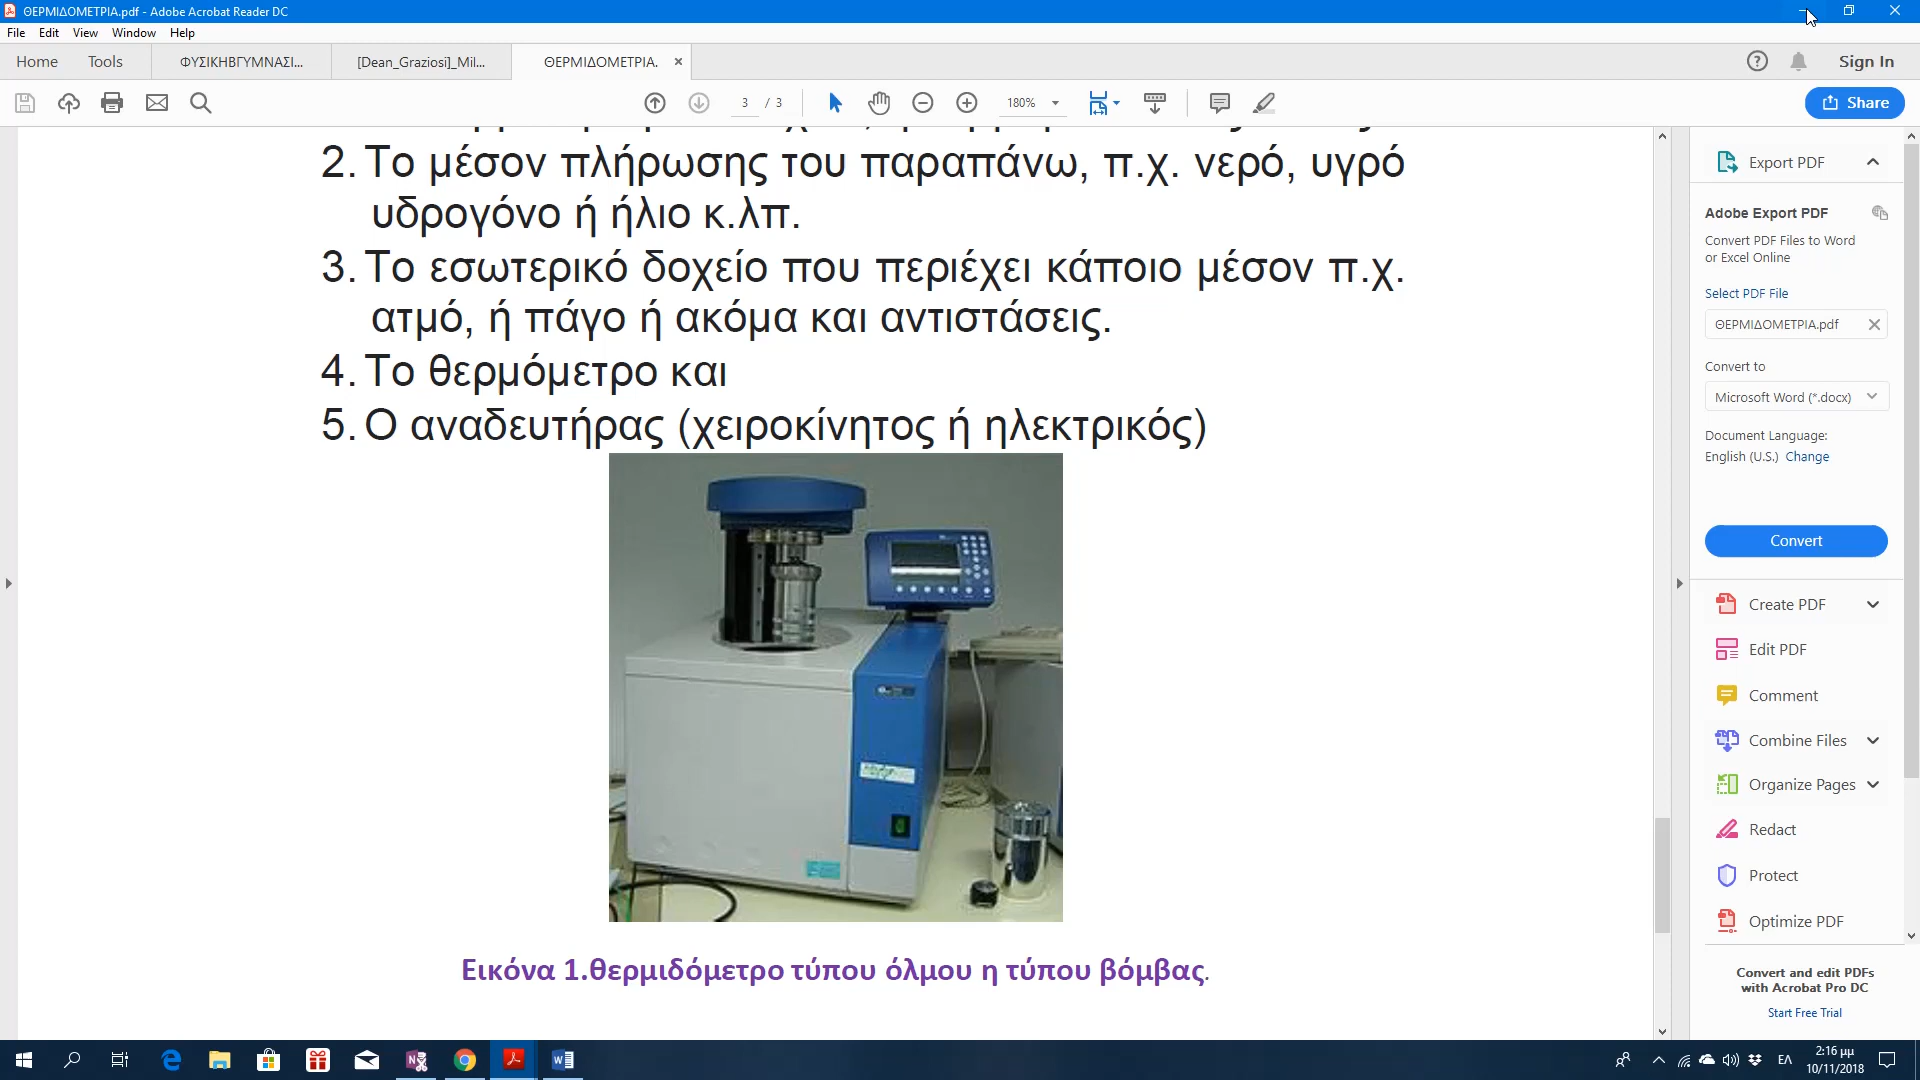 ΘΕΡΜΙΔΟΜΕΤΡΙΑ.pdf - Adobe Acrobat Reader DC
File Edit View Window Help
Home Tools ΦΥΣΙΚΗΒΓΥΜΝΑΣΙ... [Dean_Graziosi]_Mil... ΘΕΡΜΙΔΟΜΕΤΡΙΑ. Sign In
3 / 3 180% Share
2. Το μέσον πλήρωσης του παραπάνω, π.χ. νερό, υγρό
υδρογόνο ή ήλιο κ.λπ.
3. Το εσωτερικό δοχείο που περιέχει κάποιο μέσον π.χ.
ατμό, ή πάγο ή ακόμα και αντιστάσεις.
4. Το θερμόμετρο και
5. Ο αναδευτήρας (χειροκίνητος ή ηλεκτρικός)
Εικόνα 1.θερμιδόμετρο τύπου όλμου η τύπου βόμβας.
Export PDF
Adobe Export PDF
Convert PDF Files to Word
or Excel Online
Select PDF File
ΘΕΡΜΙΔΟΜΕΤΡΙΑ.pdf
Convert to
Microsoft Word (*.docx)
Document Language:
English (U.S.) Change
Convert
Create PDF
Edit PDF
Comment
Combine Files
Organize Pages
Redact
Protect
Optimize PDF
Convert and edit PDFs
with Acrobat Pro DC
Start Free Trial
ΕΛ
2:16 μμ
10/11/2018